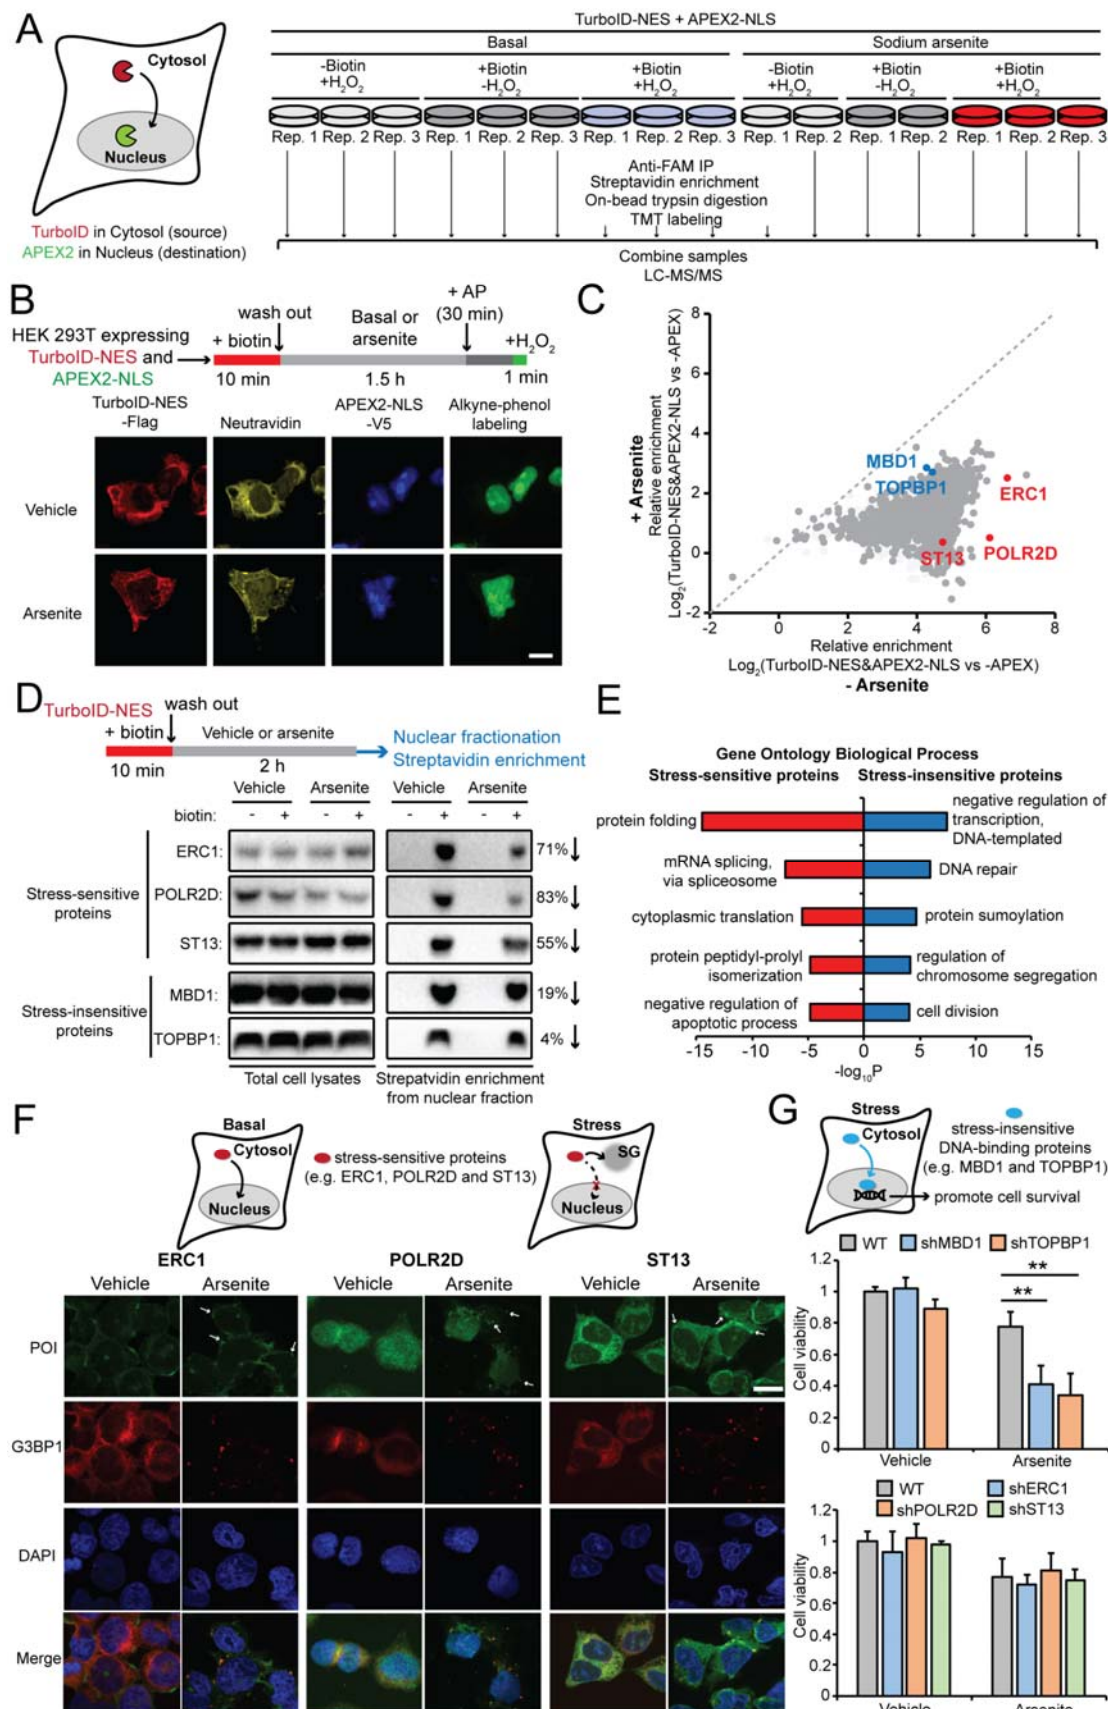 A
Cytosol
Nucleus
TurboID in Cytosol (source)
APEX2 in Nucleus (destination)
TurboID-NES + APEX2-NLS
Basal
Sodium arsenite
-Biotin
+H2O2
+Biotin
-H2O2
+Biotin
+H2O2
-Biotin
+H2O2
+Biotin
-H2O2
+Biotin
+H2O2
Rep. 1 Rep. 2 Rep. 3 Rep. 1 Rep. 2 Rep. 3 Rep. 1 Rep. 2 Rep. 3 Rep. 1 Rep. 2 Rep. 1 Rep. 2 Rep. 1 Rep. 2 Rep. 3
Anti-FAM IP
Streptavidin enrichment
On-bead trypsin digestion
TMT labeling
Combine samples
LC-MS/MS
B
HEK 293T expressing
TurboID-NES and
APEX2-NLS
wash out
+ biotin
10 min
Basal or
arsenite
1.5 h
+ AP
(30 min)
+H2O2
1 min
TurboID-NES
-Flag
Neutravidin
APEX2-NLS
-V5
Alkyne-phenol
labeling
Vehicle
Arsenite
C
+ Arsenite
Relative enrichment
Log2(TurboID-NES&APEX2-NLS vs -APEX)
8
6
4
2
0
-2
MBD1
TOPBP1
ERC1
ST13
POLR2D
-2 0 2 4 6 8
Relative enrichment
Log2(TurboID-NES&APEX2-NLS vs -APEX)
- Arsenite
D
TurboID-NES
wash out
+ biotin
10 min
Vehicle or arsenite
2 h
Nuclear fractionation
Streptavidin enrichment
Vehicle Arsenite Vehicle Arsenite
biotin: - + - + - + - +
Stress-sensitive
proteins
ERC1: 71%
POLR2D: 83%
ST13: 55%
Stress-insensitive
proteins
MBD1: 19%
TOPBP1: 4%
Total cell lysates
Strepatvidin enrichment
from nuclear fraction
E
Gene Ontology Biological Process
Stress-sensitive proteins Stress-insensitive proteins
protein folding
negative regulation of
transcription,
DNA-templated
mRNA splicing,
via spliceosome
DNA repair
cytoplasmic translation
protein sumoylation
protein peptidyl-prolyl
isomerization
regulation of
chromosome segregation
negative regulation of
apoptotic process
cell division
-15 -10 -5 0 5 10 15
-log10P
F
Basal
Cytosol
Nucleus
stress-sensitive proteins
(e.g. ERC1, POLR2D and ST13)
Stress
SG
Nucleus
ERC1 POLR2D ST13
Vehicle Arsenite Vehicle Arsenite Vehicle Arsenite
POI
G3BP1
DAPI
Merge
G
Stress
Cytosol
stress-insensitive
DNA-binding proteins
(e.g. MBD1 and TOPBP1)
promote cell survival
WT shMBD1 shTOPBP1
Cell viability
1.2
1
0.8
0.6
0.4
0.2
0
**
**
Vehicle Arsenite
WT shERC1
shPOLR2D shST13
Cell viability
1.2
1
0.8
0.6
0.4
0.2
0
Vehicle Arsenite